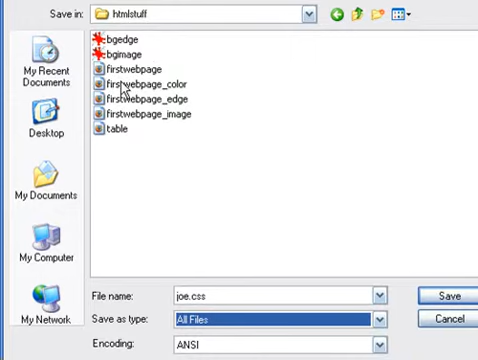 Save in: htmlstuff
My Recent
Documents
Desktop
My Documents
My Computer
My Network
bgedge
bgimage
firstwebpage
firstwebpage_color
firstwebpage_edge
firstwebpage_image
table
File name: joe.css Save
Save as type: All Files Cancel
Encoding: ANSI